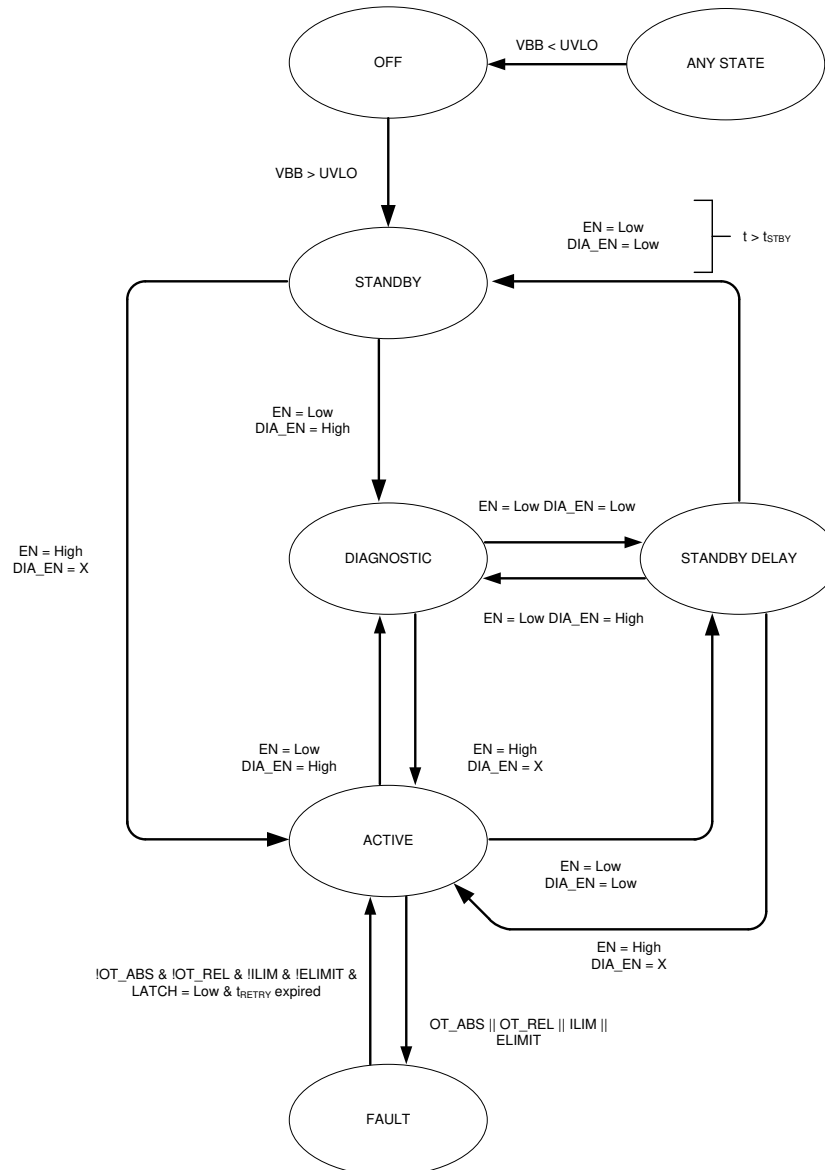 VBB < UVLO
OFF
ANY STATE
VBB > UVLO
EN = Low
DIA_EN = Low
t > tSTBY
STANDBY
EN = Low
DIA_EN = High
EN = Low DIA_EN = Low
EN = High
DIA_EN = X
DIAGNOSTIC
STANDBY DELAY
EN = Low DIA_EN = High
EN = Low
DIA_EN = High
EN = High
DIA_EN = X
ACTIVE
EN = Low
DIA_EN = Low
EN = High
DIA_EN = X
!OT_ABS & !OT_REL & !ILIM & !ELIMIT &
LATCH = Low & tRETRY expired
OT_ABS || OT_REL || ILIM ||
ELIMIT
FAULT